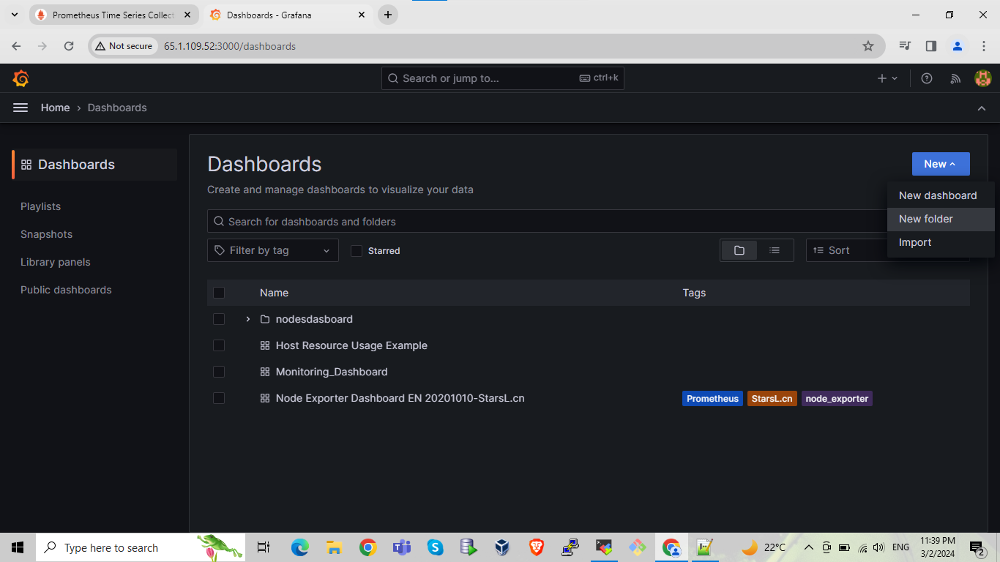 Prometheus Time Series Collect
Dashboards - Grafana
Not secure
65.1.109.52:3000/dashboards
Search or jump to...
ctrl+k
Home › Dashboards
Dashboards
Playlists
Snapshots
Library panels
Public dashboards
Dashboards
New
Create and manage dashboards to visualize your data
New dashboard
New folder
Import
Search for dashboards and folders
Filter by tag
Starred
Sort
Name Tags
nodesdasboard
Host Resource Usage Example
Monitoring_Dashboard
Node Exporter Dashboard EN 20201010-StarsL.cn Prometheus StarsL.cn node_exporter
Type here to search
22°C
ENG
11:39 PM
3/2/2024
2